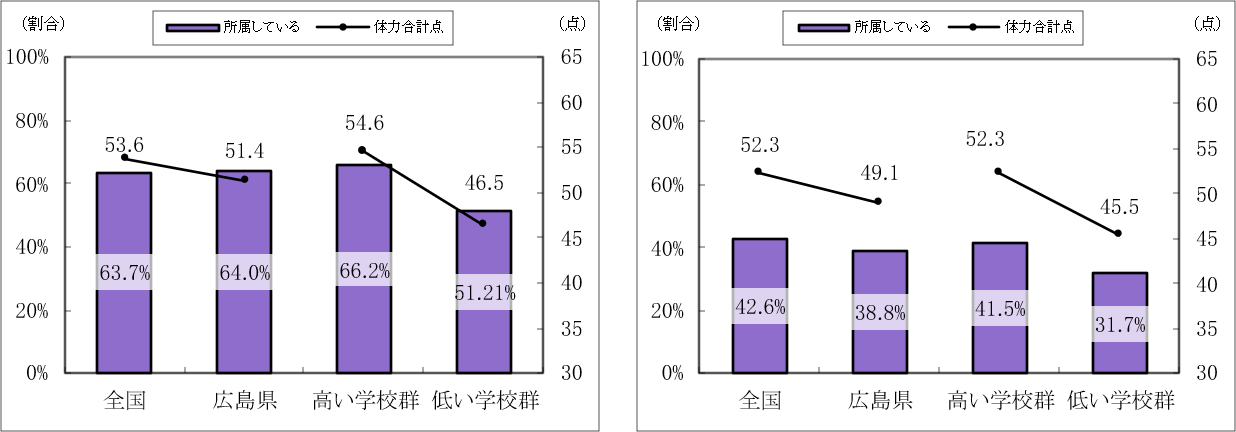 (割合)
所属している
体力合計点
(点)
100%
80%
60%
40%
20%
0%
65
60
55
50
45
40
35
30
53.6
51.4
54.6
46.5
63.7%
64.0%
66.2%
51.21%
全国
広島県
高い学校群
低い学校群
(割合)
所属している
体力合計点
(点)
100%
80%
60%
40%
20%
0%
65
60
55
50
45
40
35
30
52.3
49.1
52.3
45.5
42.6%
38.8%
41.5%
31.7%
全国
広島県
高い学校群
低い学校群